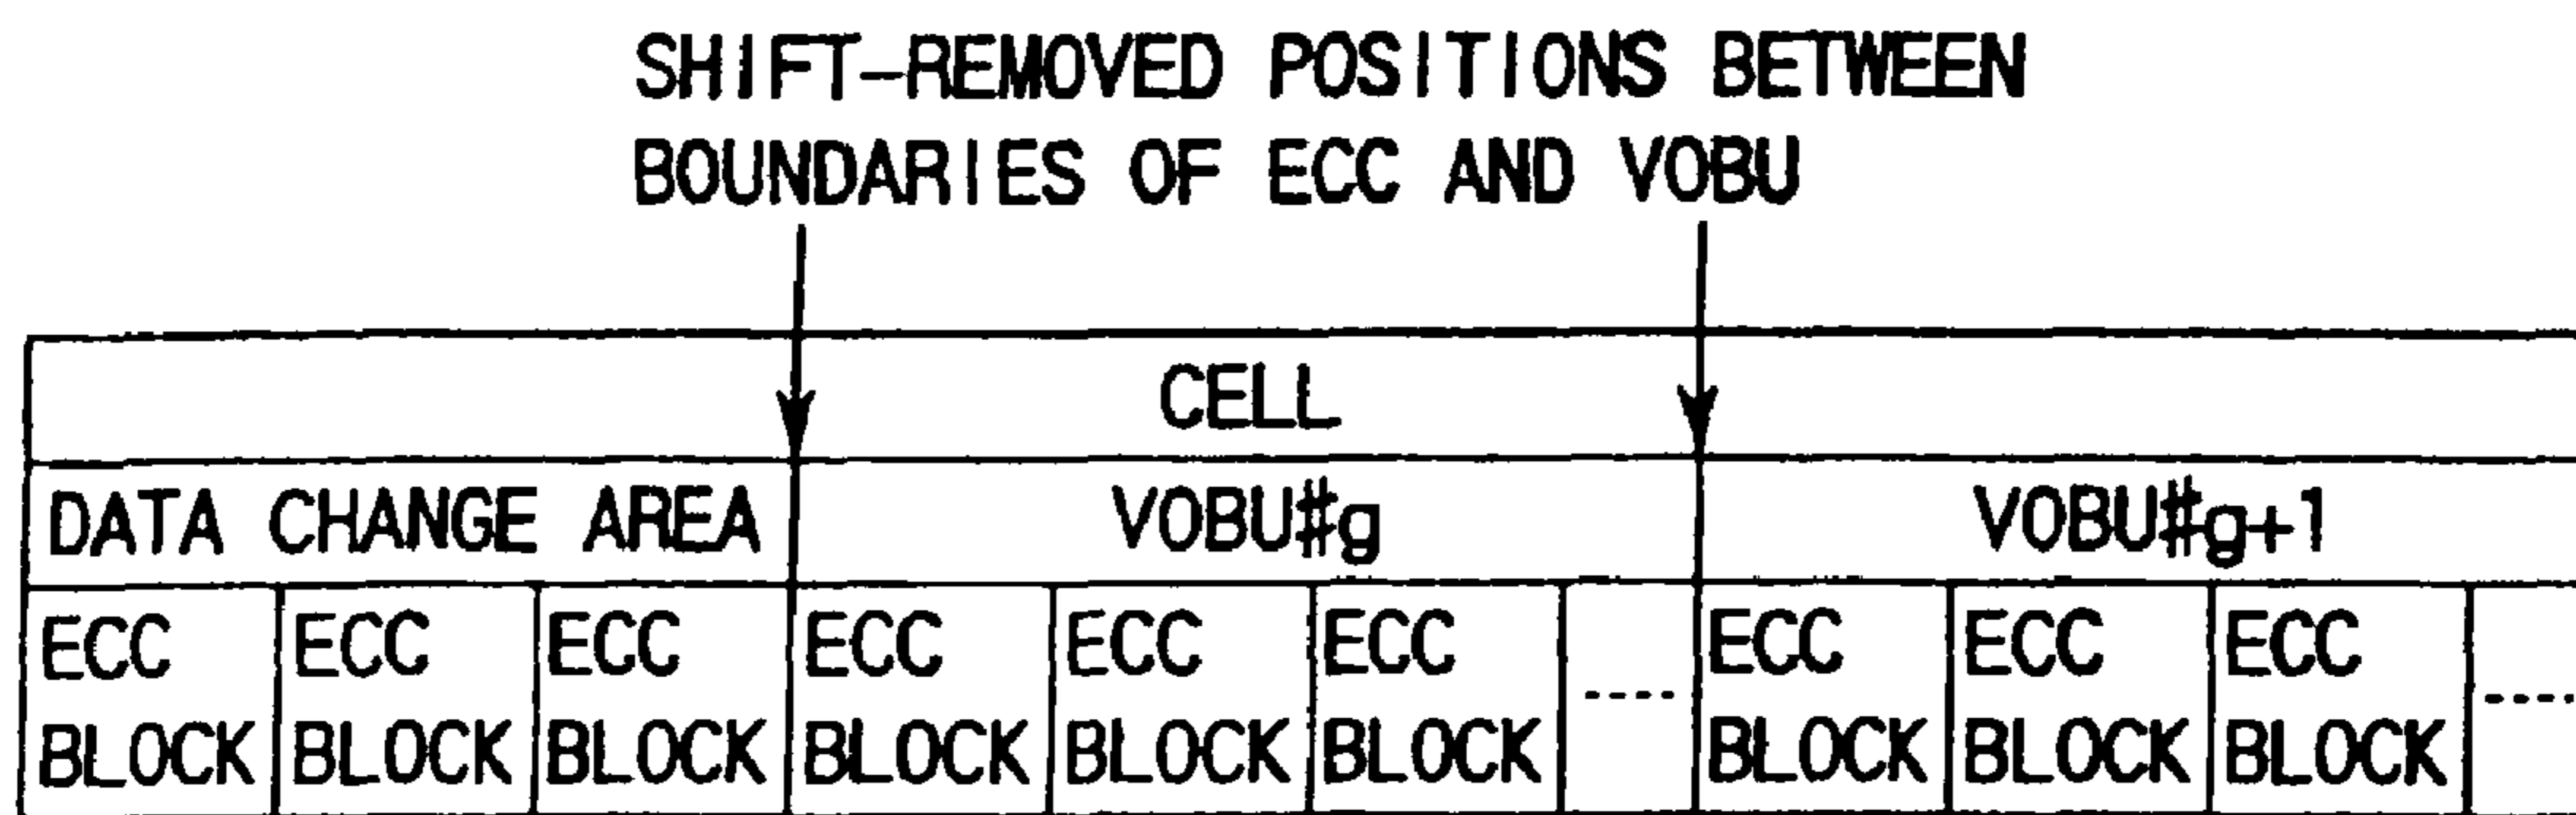 SHIFT-REMOVED POSITIONS BETWEEN
BOUNDARIES OF ECC AND VOBU
CELL
DATA CHANGE AREA VOBU#g VOBU#g+1
ECC ECC ECC ECC ECC ECC ECC ECC ECC
BLOCK BLOCK BLOCK BLOCK BLOCK BLOCK ---- BLOCK BLOCK BLOCK ----